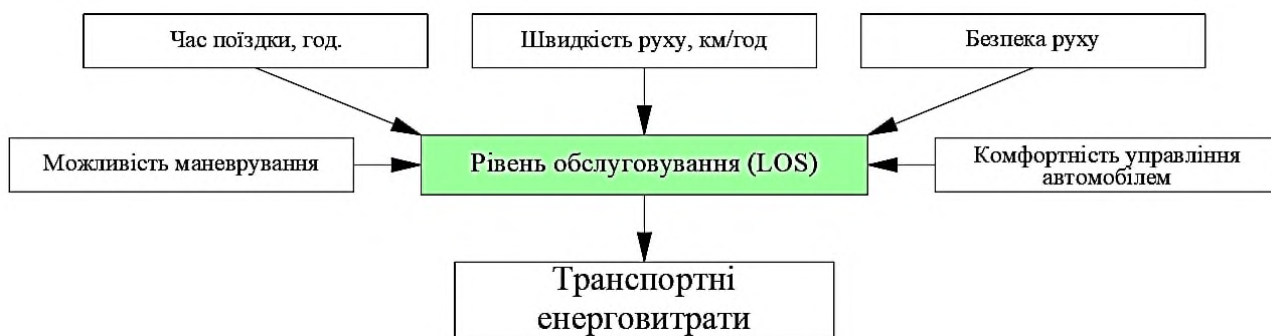 Час поїздки, год.
Швидкість руху, км/год
Безпека руху
Можливість маневрування
Рівень обслуговування (LOS)
Комфортність управління
автомобілем
Транспортні
енерговитрати